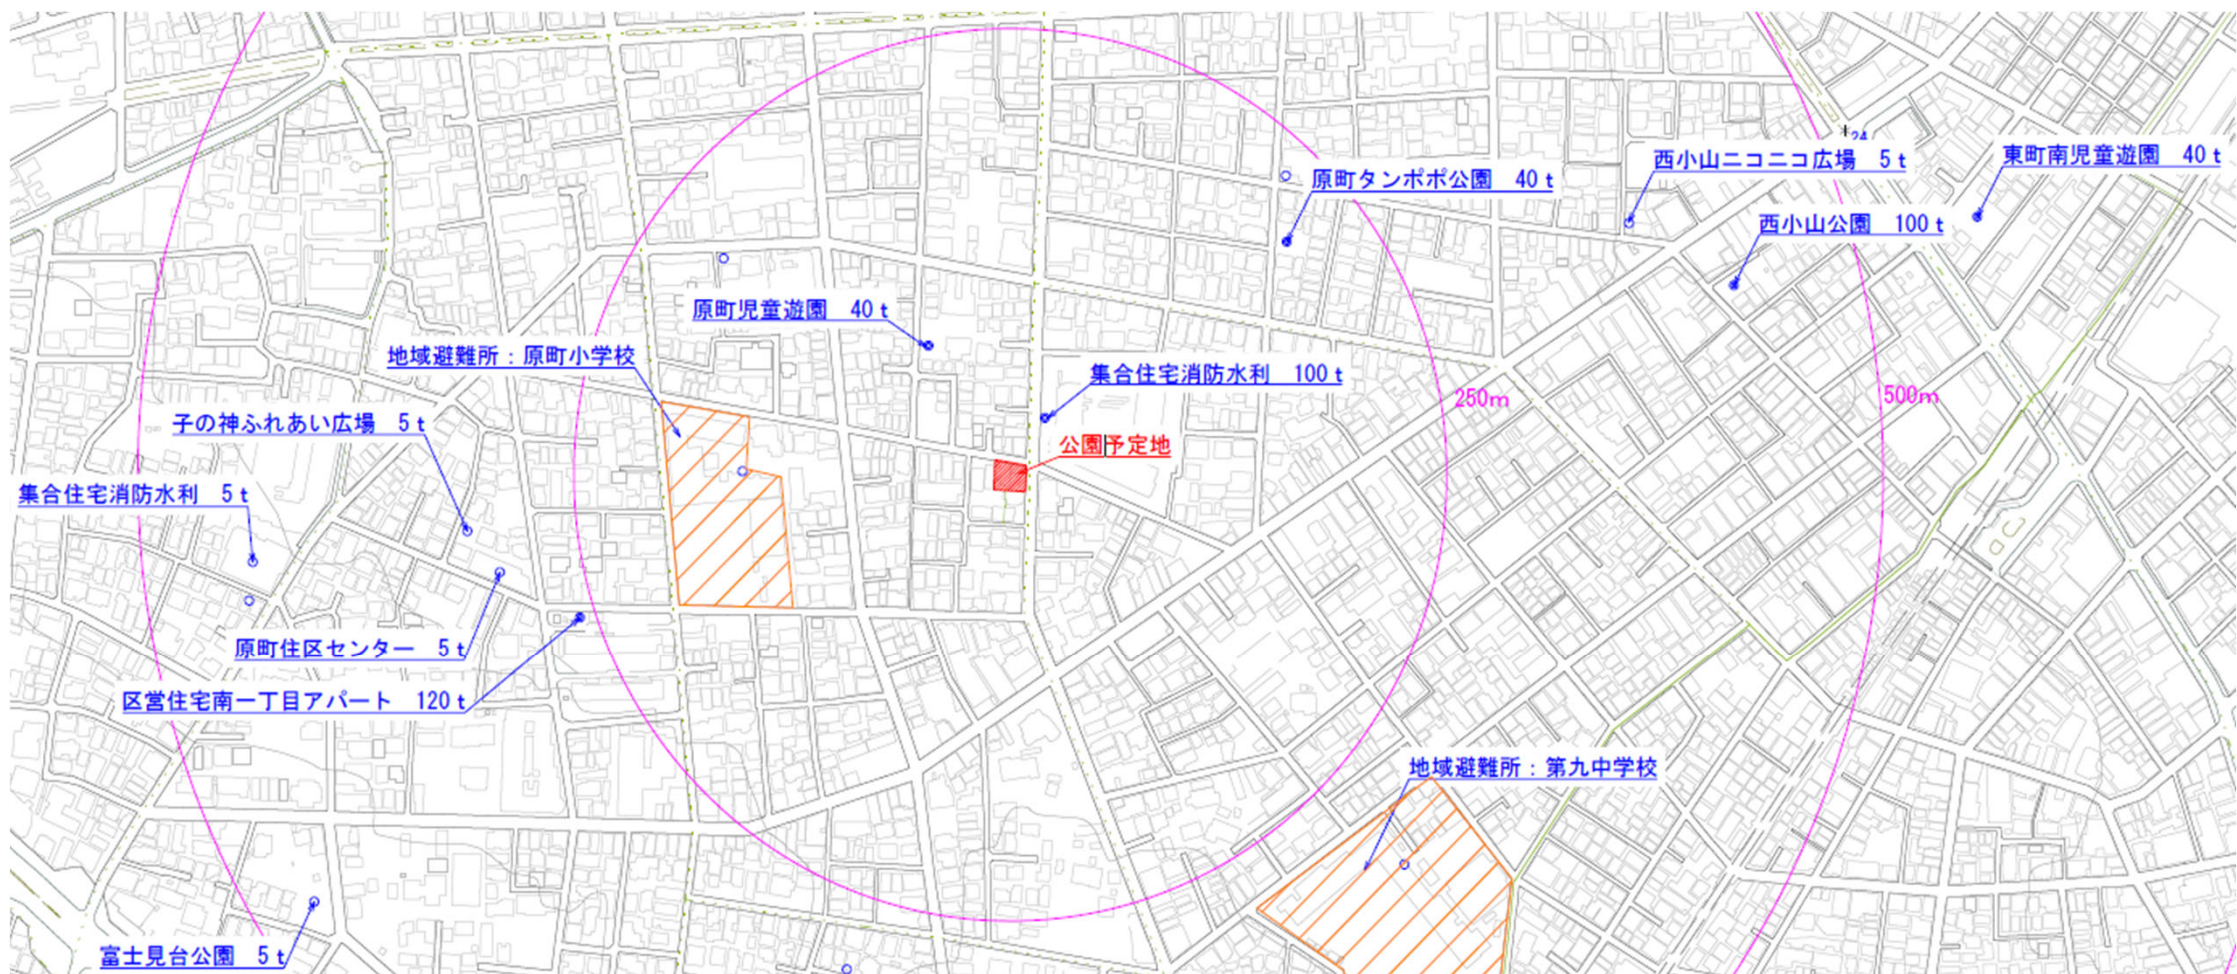 24
西小山ニコニコ広場 5ｔ
東町南児童遊園 40ｔ
原町タンポポ公園 40ｔ
西小山公園 100ｔ
原町児童遊園 40ｔ
地域避難所：原町小学校
集合住宅消防水利 100ｔ
250m
500m
子の神ふれあい広場 5ｔ
公園予定地
集合住宅消防水利 5ｔ
原町住区センター 5ｔ
区営住宅南一丁目アパート 120ｔ
地域避難所：第九中学校
富士見台公園 5ｔ